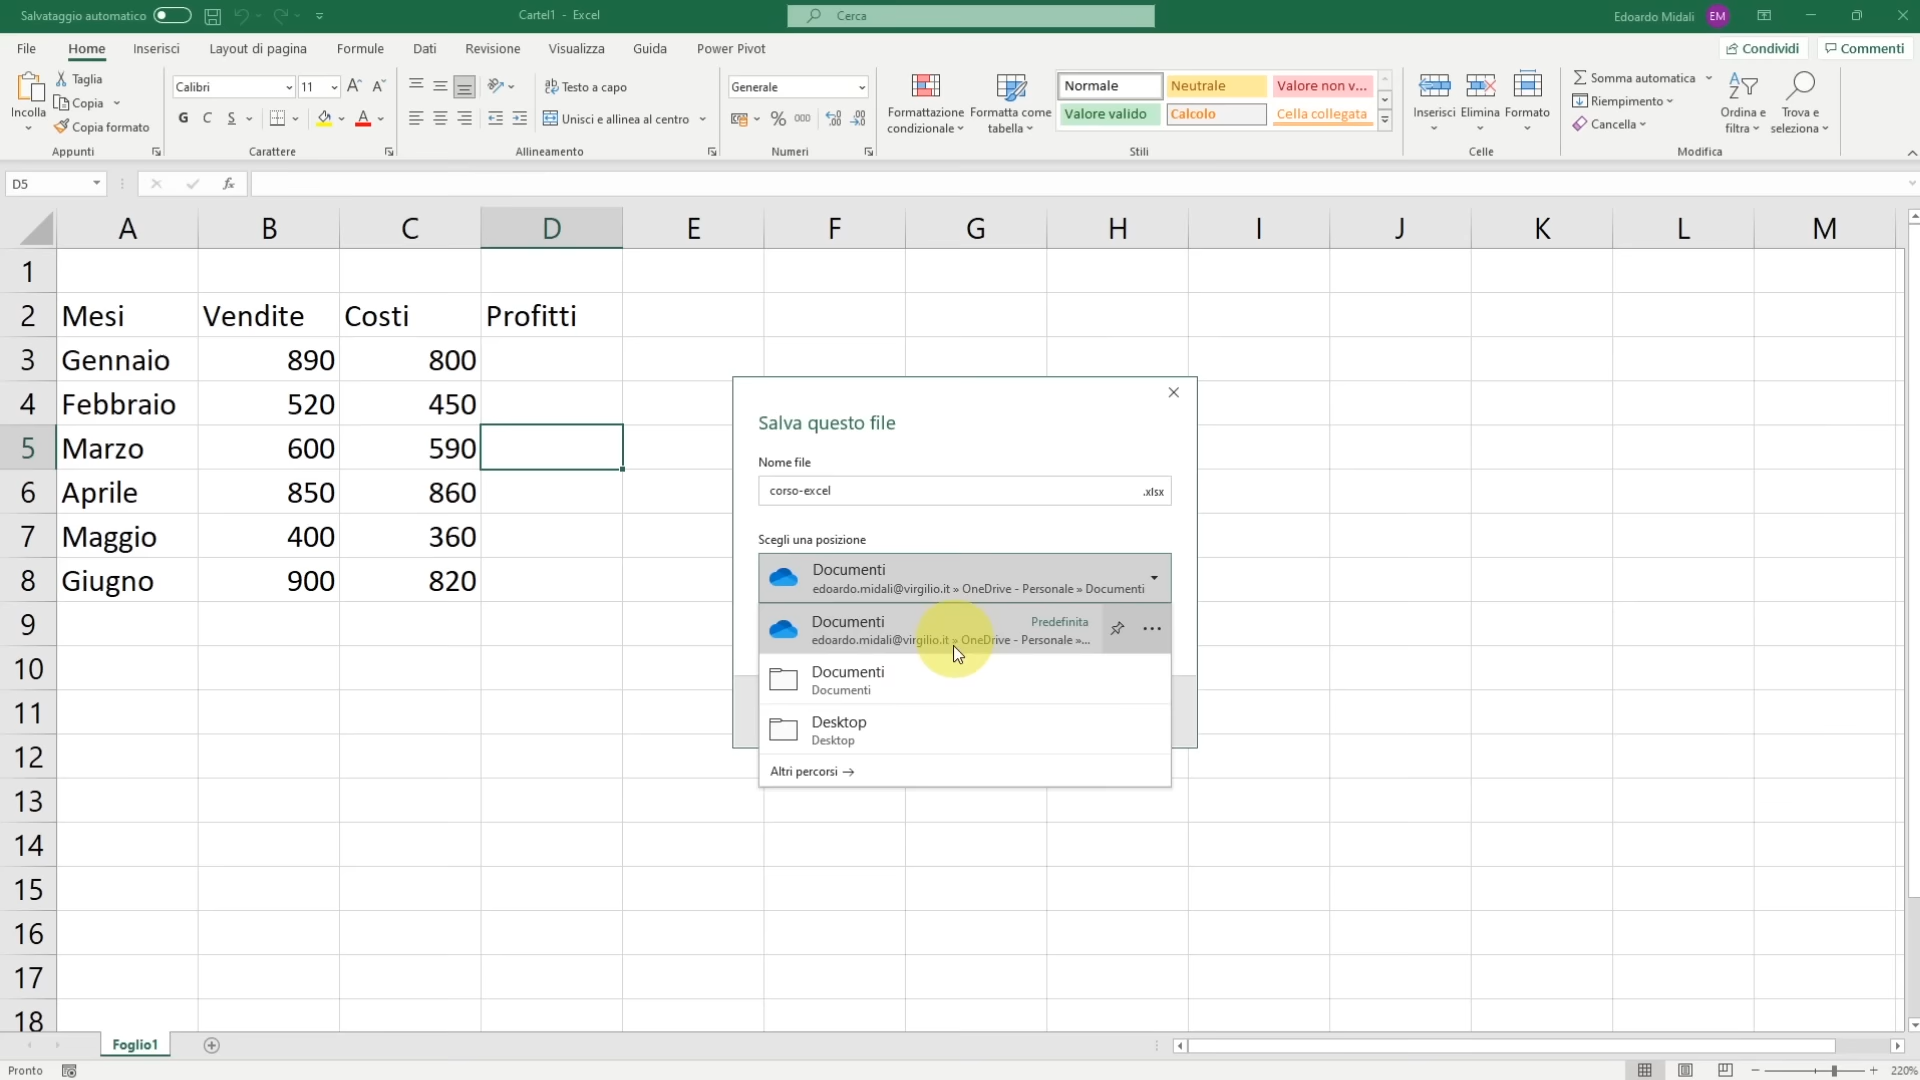 Salvataggio automatico
Cartel1 - Excel
Cerca
Edoardo Midali
EM
File Home Inserisci Layout di pagina Formule Dati Revisione Visualizza Guida Power Pivot
Condividi
Commenti
Incolla
Taglia
Copia
Copia formato
Appunti
Calibri
11
G C S
Carattere
Testo a capo
Unisci e allinea al centro
Allineamento
Generale
% 000
Numeri
Formattazione
condizionale
Formatta come
tabella
Normale
Neutrale
Valore non v...
Valore valido
Calcolo
Cella collegata
Stili
Inserisci
Elimina
Formato
Celle
Somma automatica
Riempimento
Cancella
Ordina e
filtra
Trova e
seleziona
Modifica
D5
fx
A B C D E F G H I J K L M
1
2 Mesi Vendite Costi Profitti
3 Gennaio 890 800
4 Febbraio 520 450
5 Marzo 600 590
6 Aprile 850 860
7 Maggio 400 360
8 Giugno 900 820
9
10
11
12
13
14
15
16
17
18
Salva questo file
Nome file
corso-excel .xlsx
Scegli una posizione
Documenti
edoardo.midali@virgilio.it » OneDrive - Personale » Documenti
Documenti Predefinita
edoardo.midali@virgilio.it » OneDrive - Personale »...
Documenti
Documenti
Desktop
Desktop
Altri percorsi
Foglio1
Pronto
220%